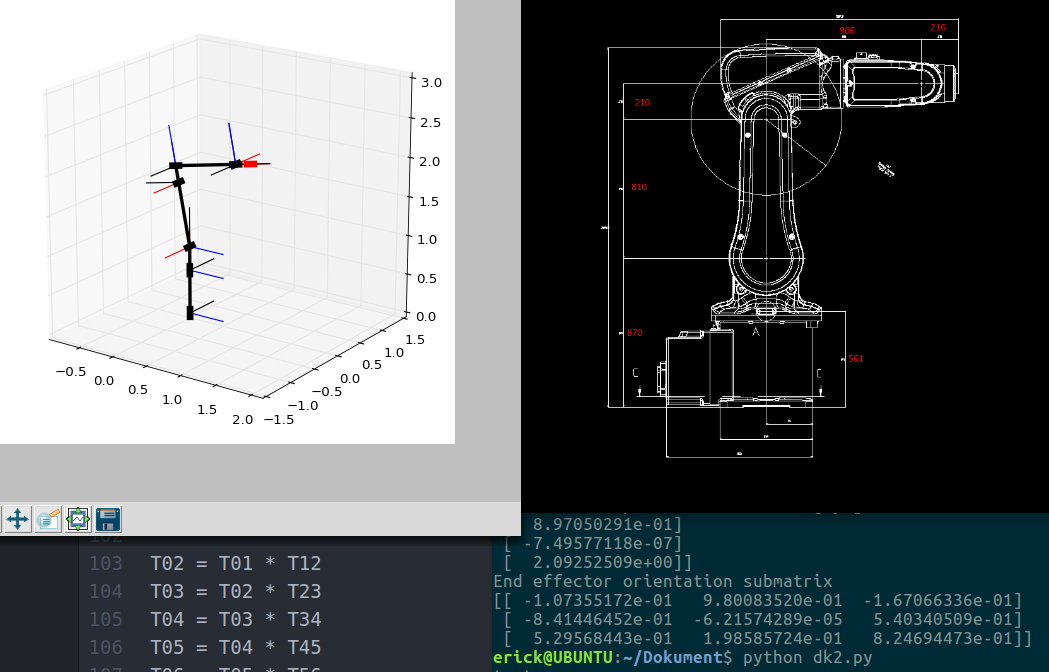 3.0
2.5
2.0
1.5
1.0
0.5
0.0
−0.5
0.0
0.5
1.0
1.5
2.0
1.5
1.0
0.5
0.0
−0.5
−1.0
−1.5
906
216
210
810
870
561
A
103 T02 = T01 * T12
104 T03 = T02 * T23
105 T04 = T03 * T34
106 T05 = T04 * T45
8.97050291e-01]
[ -7.49577118e-07]
[ 2.09252509e+00]]
End effector orientation submatrix
[[ -1.07355172e-01 9.80083520e-01 -1.67066336e-01]
[ -8.41446452e-01 -6.21574289e-05 5.40340509e-01]
[ 5.29568443e-01 1.98585724e-01 8.24694473e-01]]
erick@UBUNTU:~/Dokument$ python dk2.py